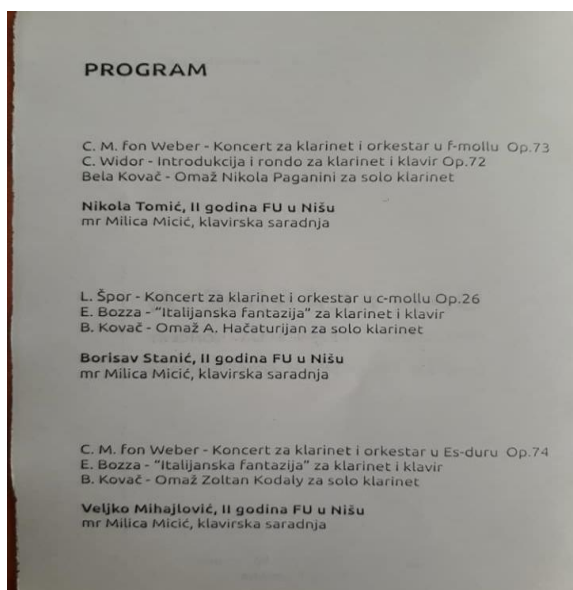 PROGRAM
C. M. fon Weber - Koncert za klarinet i orkestar u f-mollu Op.73
C. Widor - Introdukcija i rondo za klarinet i klavir Op.72
Bela Kovač - Omaž Nikola Paganini za solo klarinet
Nikola Tomić, II godina FU u Nišu
mr Milica Micić, klavirska saradnja
L. Špor - Koncert za klarinet i orkestar u c-mollu Op.26
E. Bozza - "Italijanska fantazija" za klarinet i klavir
B. Kovač - Omaž A. Hačaturijan za solo klarinet
Borisav Stanić, II godina FU u Nišu
mr Milica Micić, klavirska saradnja
C. M. fon Weber - Koncert za klarinet i orkestar u Es-duru Op.74
E. Bozza - "Italijanska fantazija" za klarinet i klavir
B. Kovač - Omaž Zoltan Kodaly za solo klarinet
Veljko Mihajlović, II godina FU u Nišu
mr Milica Micić, klavirska saradnja